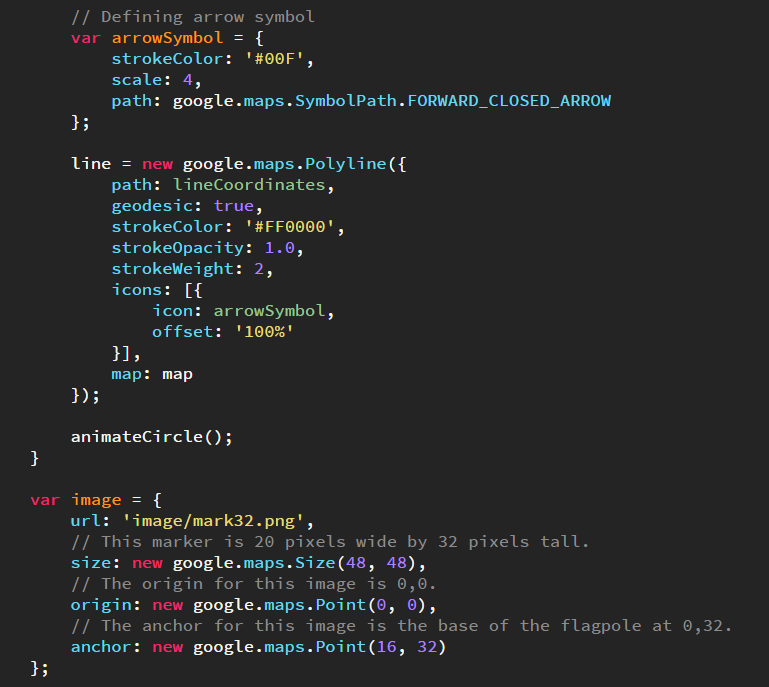 // Defining arrow symbol
var arrowSymbol = {
strokeColor: '#00F',
scale: 4,
path: google.maps.SymbolPath.FORWARD_CLOSED_ARROW
};
line = new google.maps.Polyline({
path: lineCoordinates,
geodesic: true,
strokeColor: '#FF0000',
strokeOpacity: 1.0,
strokeWeight: 2,
icons: [{
icon: arrowSymbol,
offset: '100%'
}],
map: map
});
animateCircle();
}
var image = {
url: 'image/mark32.png',
// This marker is 20 pixels wide by 32 pixels tall.
size: new google.maps.Size(48, 48),
// The origin for this image is 0,0.
origin: new google.maps.Point(0, 0),
// The anchor for this image is the base of the flagpole at 0,32.
anchor: new google.maps.Point(16, 32)
};